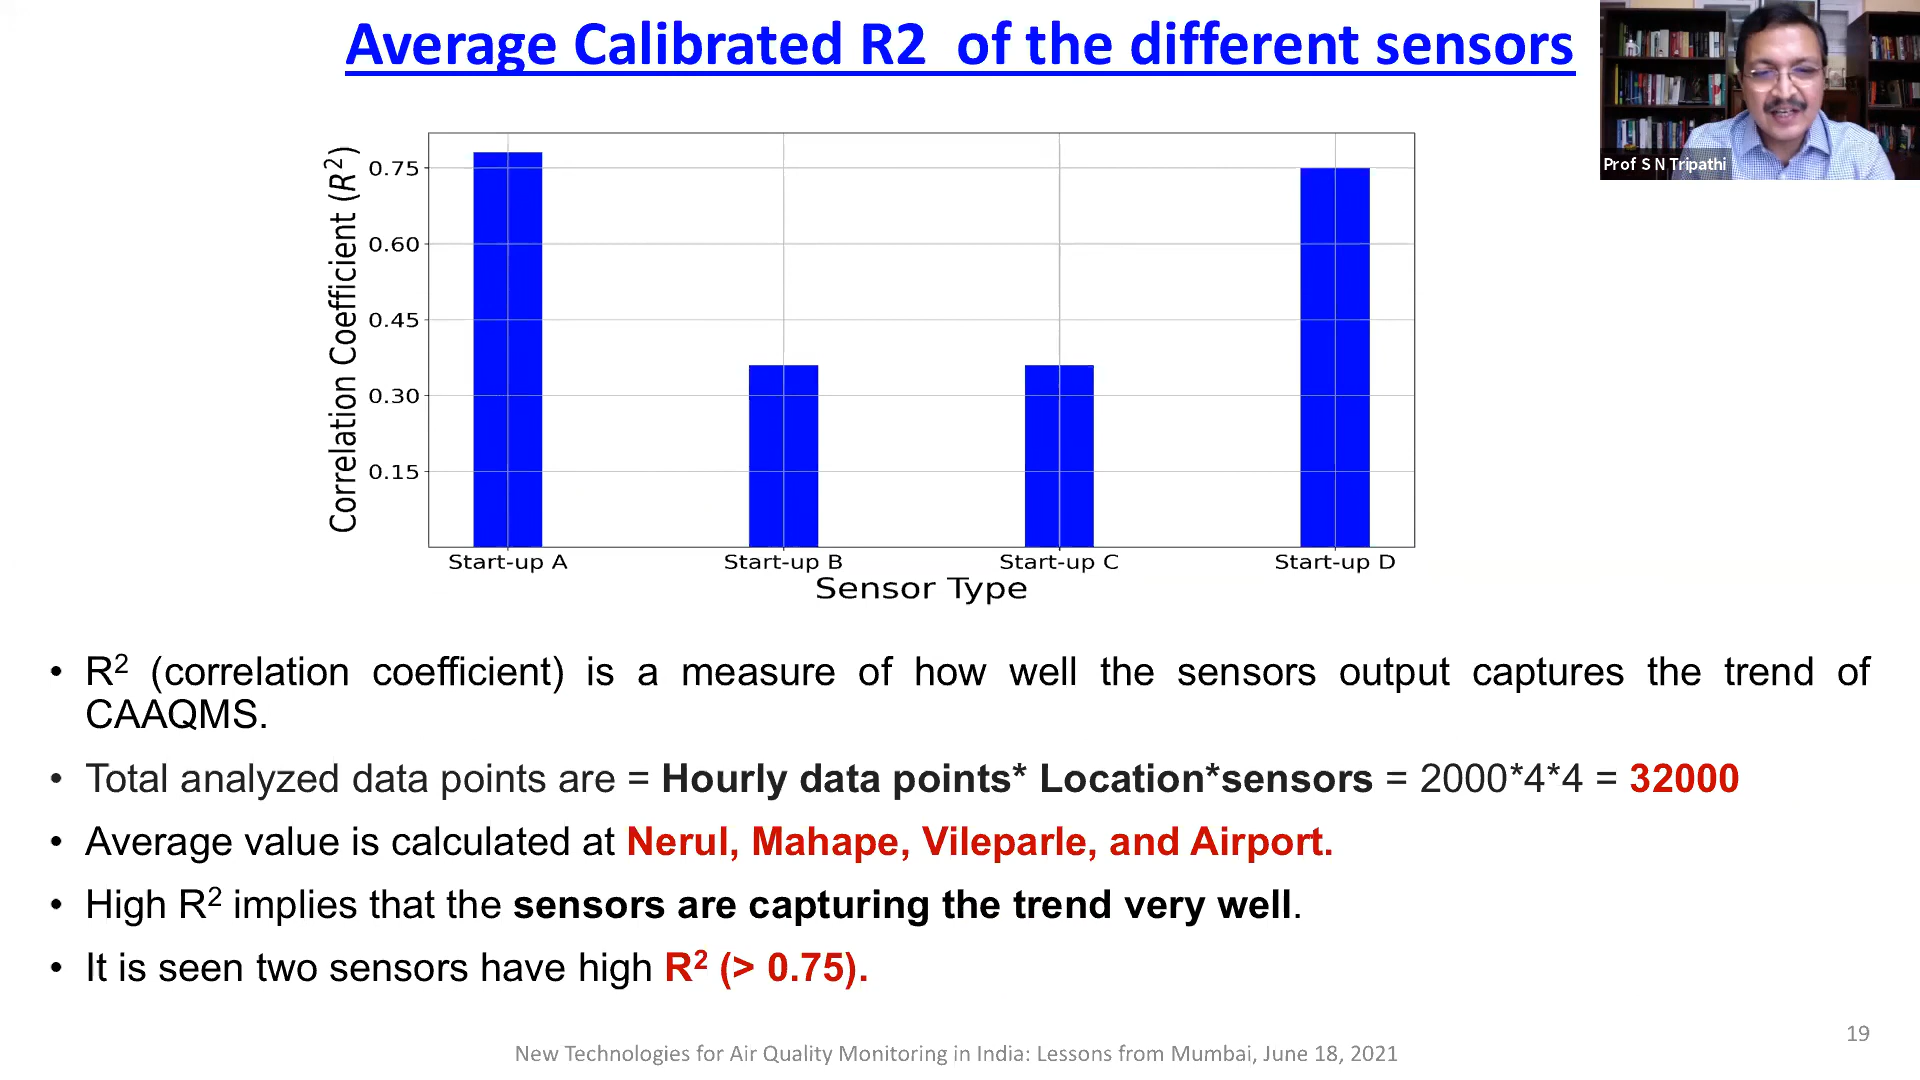 Average Calibrated R2 of the different sensors
Prof S N Tripathi
Correlation Coefficient (R²)
0.75
0.60
0.45
0.30
0.15
Start-up A Start-up B Start-up C Start-up D
Sensor Type
• R² (correlation coefficient) is a measure of how well the sensors output captures the trend of
CAAQMS.
• Total analyzed data points are = Hourly data points* Location*sensors = 2000*4*4 = 32000
• Average value is calculated at Nerul, Mahape, Vileparle, and Airport.
• High R² implies that the sensors are capturing the trend very well.
• It is seen two sensors have high R² (> 0.75).
19
New Technologies for Air Quality Monitoring in India: Lessons from Mumbai, June 18, 2021